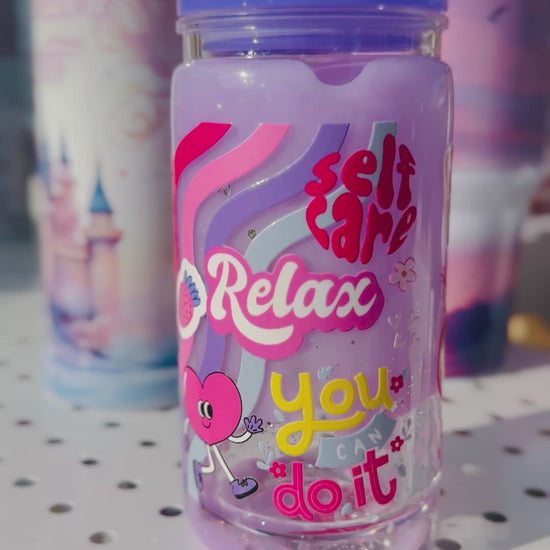 self
care
Relax
you
CAN
do it